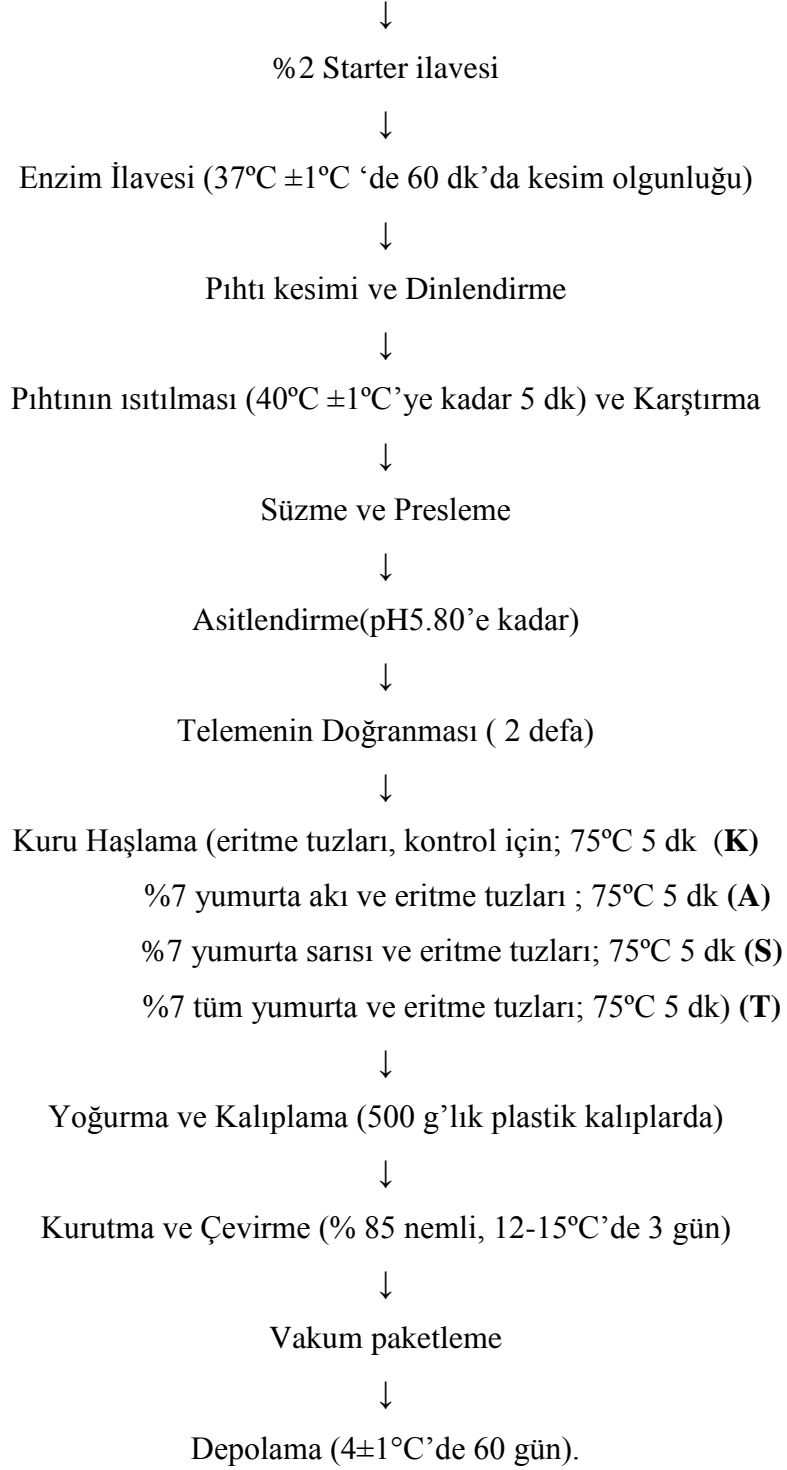 ↓
%2 Starter ilavesi
↓
Enzim İlavesi (37ºC ±1ºC ‘de 60 dk’da kesim olgunluğu)
↓
Pıhtı kesimi ve Dinlendirme
↓
Pıhtının ısıtılması (40ºC ±1ºC’ye kadar 5 dk) ve Karştırma
↓
Süzme ve Presleme
↓
Asitlendirme(pH5.80’e kadar)
↓
Telemenin Doğranması ( 2 defa)
↓
Kuru Haşlama (eritme tuzları, kontrol için; 75ºC 5 dk (K)
%7 yumurta akı ve eritme tuzları ; 75ºC 5 dk (A)
%7 yumurta sarısı ve eritme tuzları; 75ºC 5 dk (S)
%7 tüm yumurta ve eritme tuzları; 75ºC 5 dk) (T)
↓
Yoğurma ve Kalıplama (500 g’lık plastik kalıplarda)
↓
Kurutma ve Çevirme (% 85 nemli, 12-15ºC’de 3 gün)
↓
Vakum paketleme
↓
Depolama (4±1°C’de 60 gün).